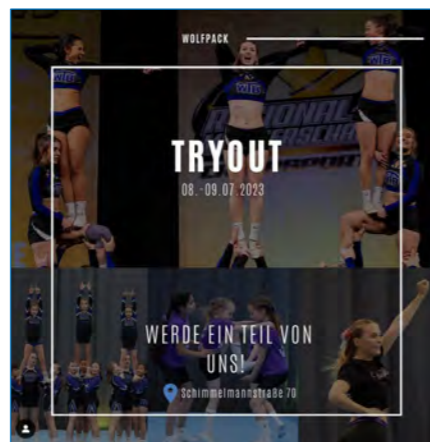 WOLFPACK
TRYOUT
08.-09.07.2023
WERDE EIN TEIL VON
UNS!
Schimmelmannstraße 70